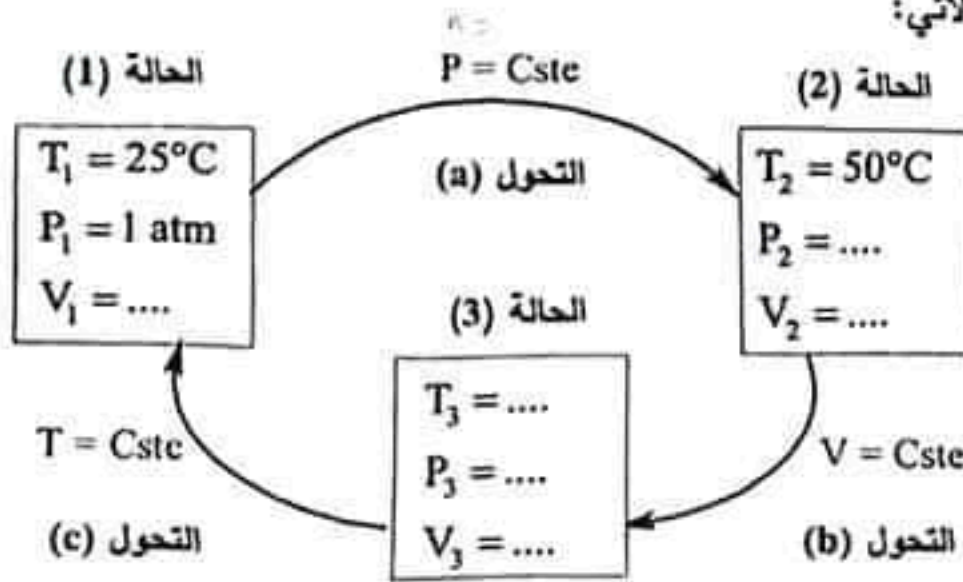 لآتي:
n =
P = Cste
الحالة (1)
الحالة (2)
T₁ = 25°C
P₁ = 1 atm
V₁ = ....
التحول (a)
T₂ = 50°C
P₂ = ....
V₂ = ....
الحالة (3)
T₃ = ....
P₃ = ....
V₃ = ....
T = Cste
التحول (c)
V = Cste
التحول (b)